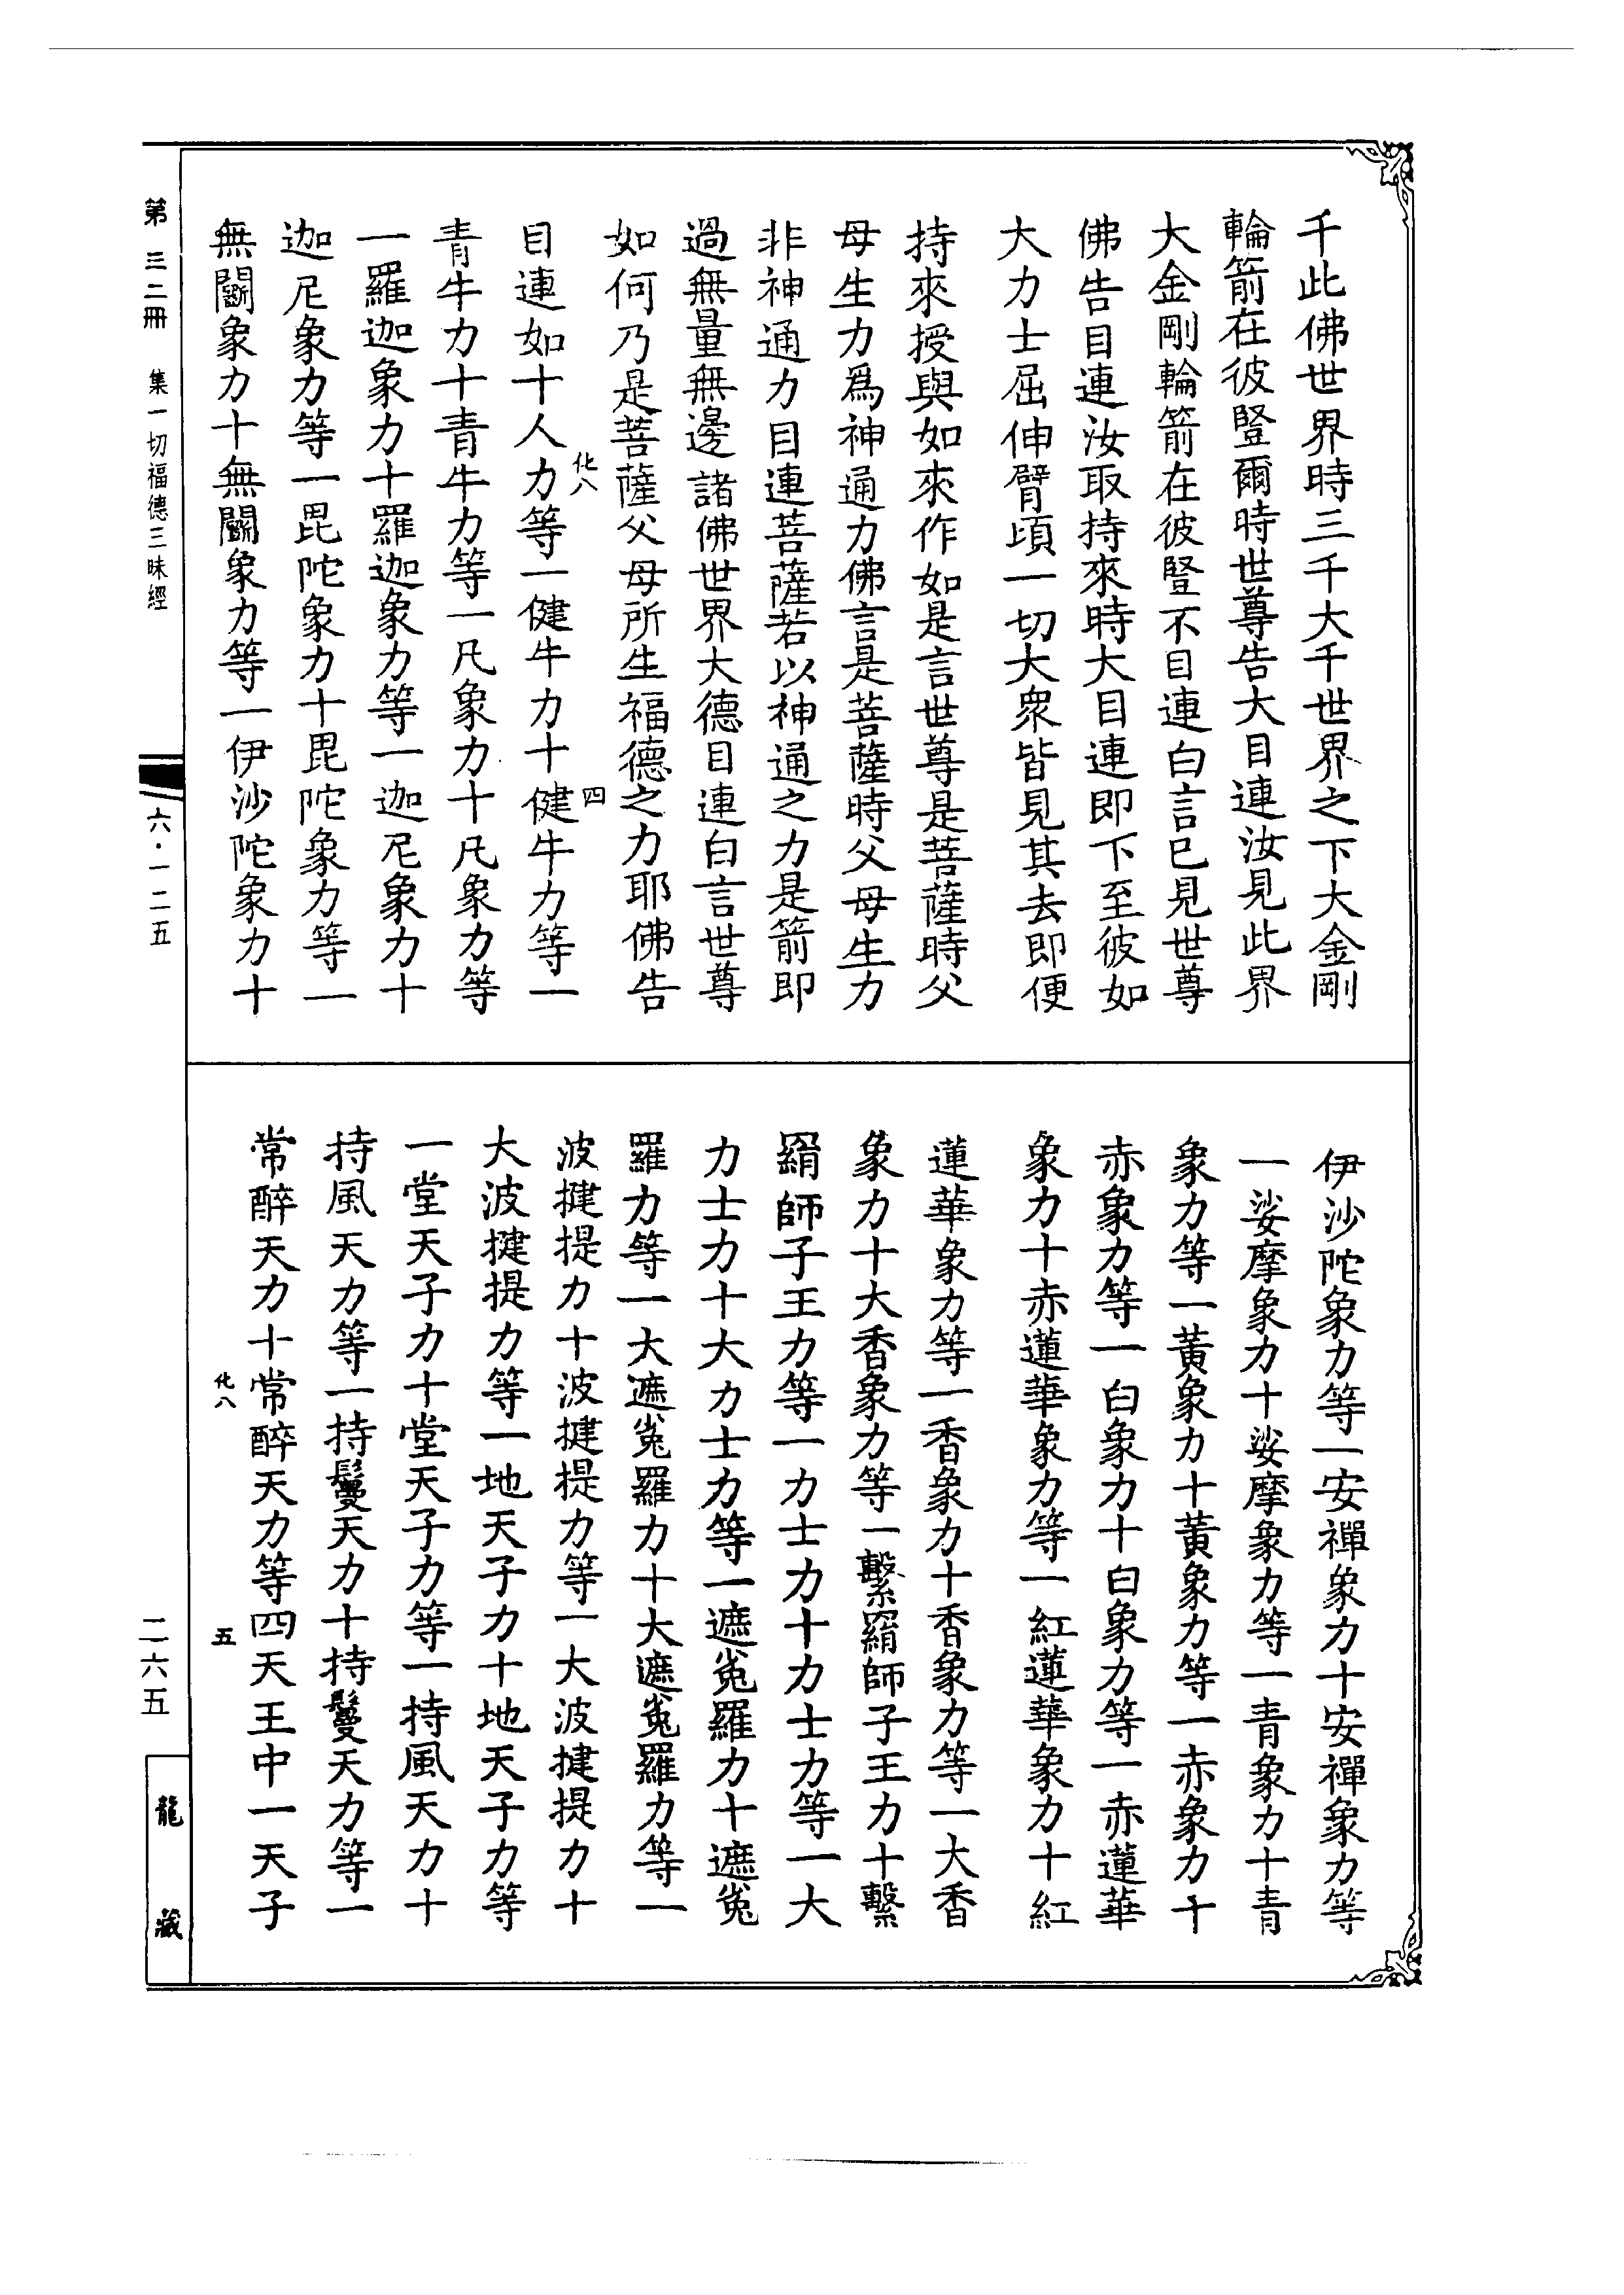 千此佛世界時三千大千世界之下大金剛
輪箭在彼豎爾時世尊告大目連汝見此界
大金剛輪箭在彼豎不目連白言已見世尊
佛告目連汝取持來時大目連即下至彼如
大力士屈伸臂頃一切大衆皆見其去即便
持來授與如來作如是言世尊是菩薩時父
母生力爲神通力佛言是菩薩時父母生力
非神通力目連菩薩若以神通之力是箭即
過無量無邊諸佛世界大德目連白言世尊
如何乃是菩薩父母所生福德之力耶佛告
化八
四
目連如十人力等一健牛力十健牛力等一
青牛力十青牛力等一凡象力十凡象力等
一羅迦象力十羅迦象力等一迦尼象力十
迦尼象力等一毘陀象力十毘陀象力等一
無鬭象力十無鬭象力等一伊沙陀象力十
伊沙陀象力等一安禪象力十安禪象力等
一娑摩象力十娑摩象力等一青象力十青
象力等一黃象力十黃象力等一赤象力十
赤象力等一白象力十白象力等一赤蓮華
象力十赤蓮華象力等一紅蓮華象力十紅
蓮華象力等一香象力十香象力等一大香
象力十大香象力等一繫羂師子王力十繫
羂師子王力等一力士力十力士力等一大
力士力十大力士力等一遮㝹羅力十遮㝹
羅力等一大遮㝹羅力十大遮㝹羅力等一
波揵提力十波揵提力等一大波揵提力十
大波揵提力等一地天子力十地天子力等
一堂天子力十堂天子力等一持風天力十
持風天力等一持鬘天力十持鬘天力等一
常醉天力十常醉天力等四天王中一天子
化八
五
第三二冊 集一切福德三昧經
六·一二五
二六五
龍藏